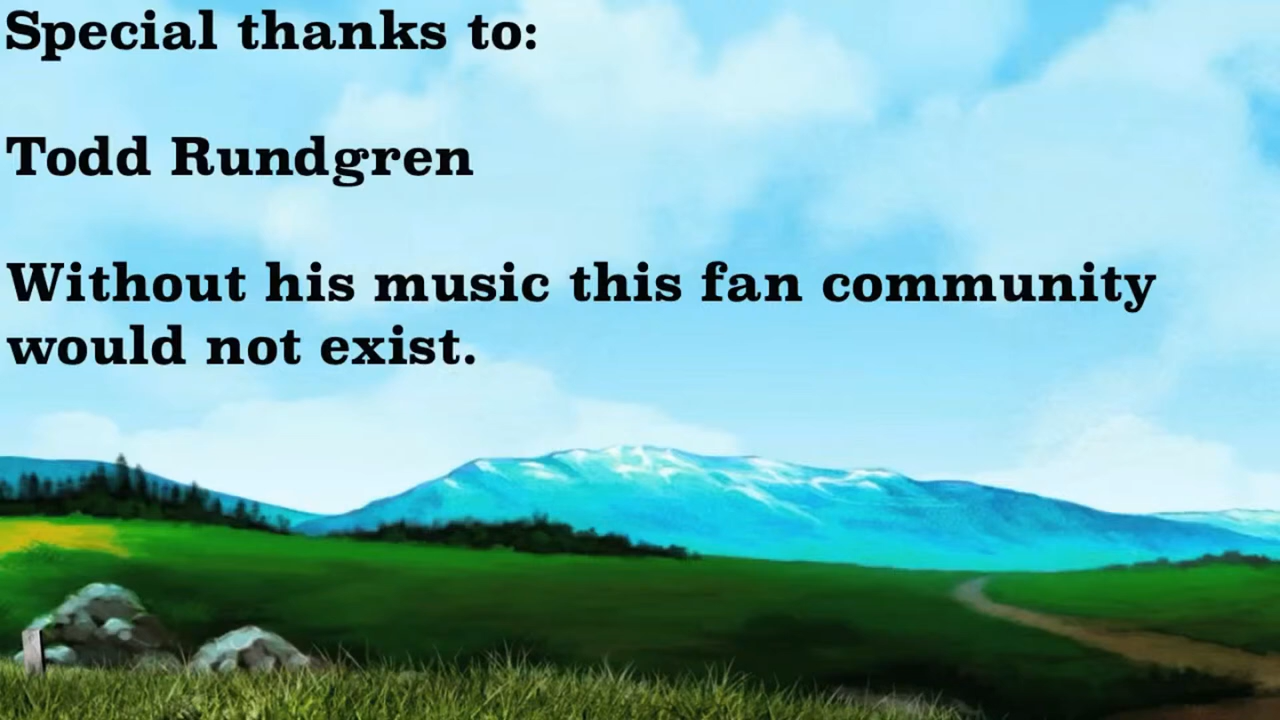 Special thanks to:
Todd Rundgren
Without his music this fan community
would not exist.